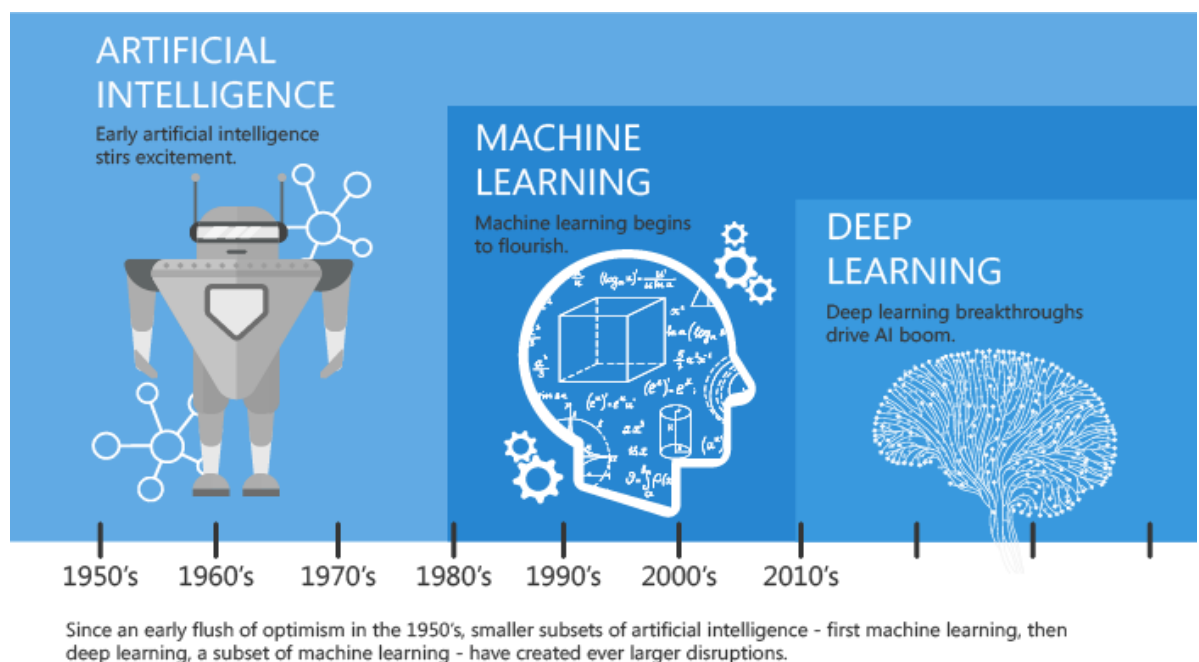 ARTIFICIAL
INTELLIGENCE
Early artificial intelligence
stirs excitement.
MACHINE
LEARNING
Machine learning begins
to flourish.
DEEP
LEARNING
Deep learning breakthroughs
drive AI boom.
1950's 1960's 1970's 1980's 1990's 2000's 2010's
Since an early flush of optimism in the 1950's, smaller subsets of artificial intelligence - first machine learning, then
deep learning, a subset of machine learning - have created ever larger disruptions.